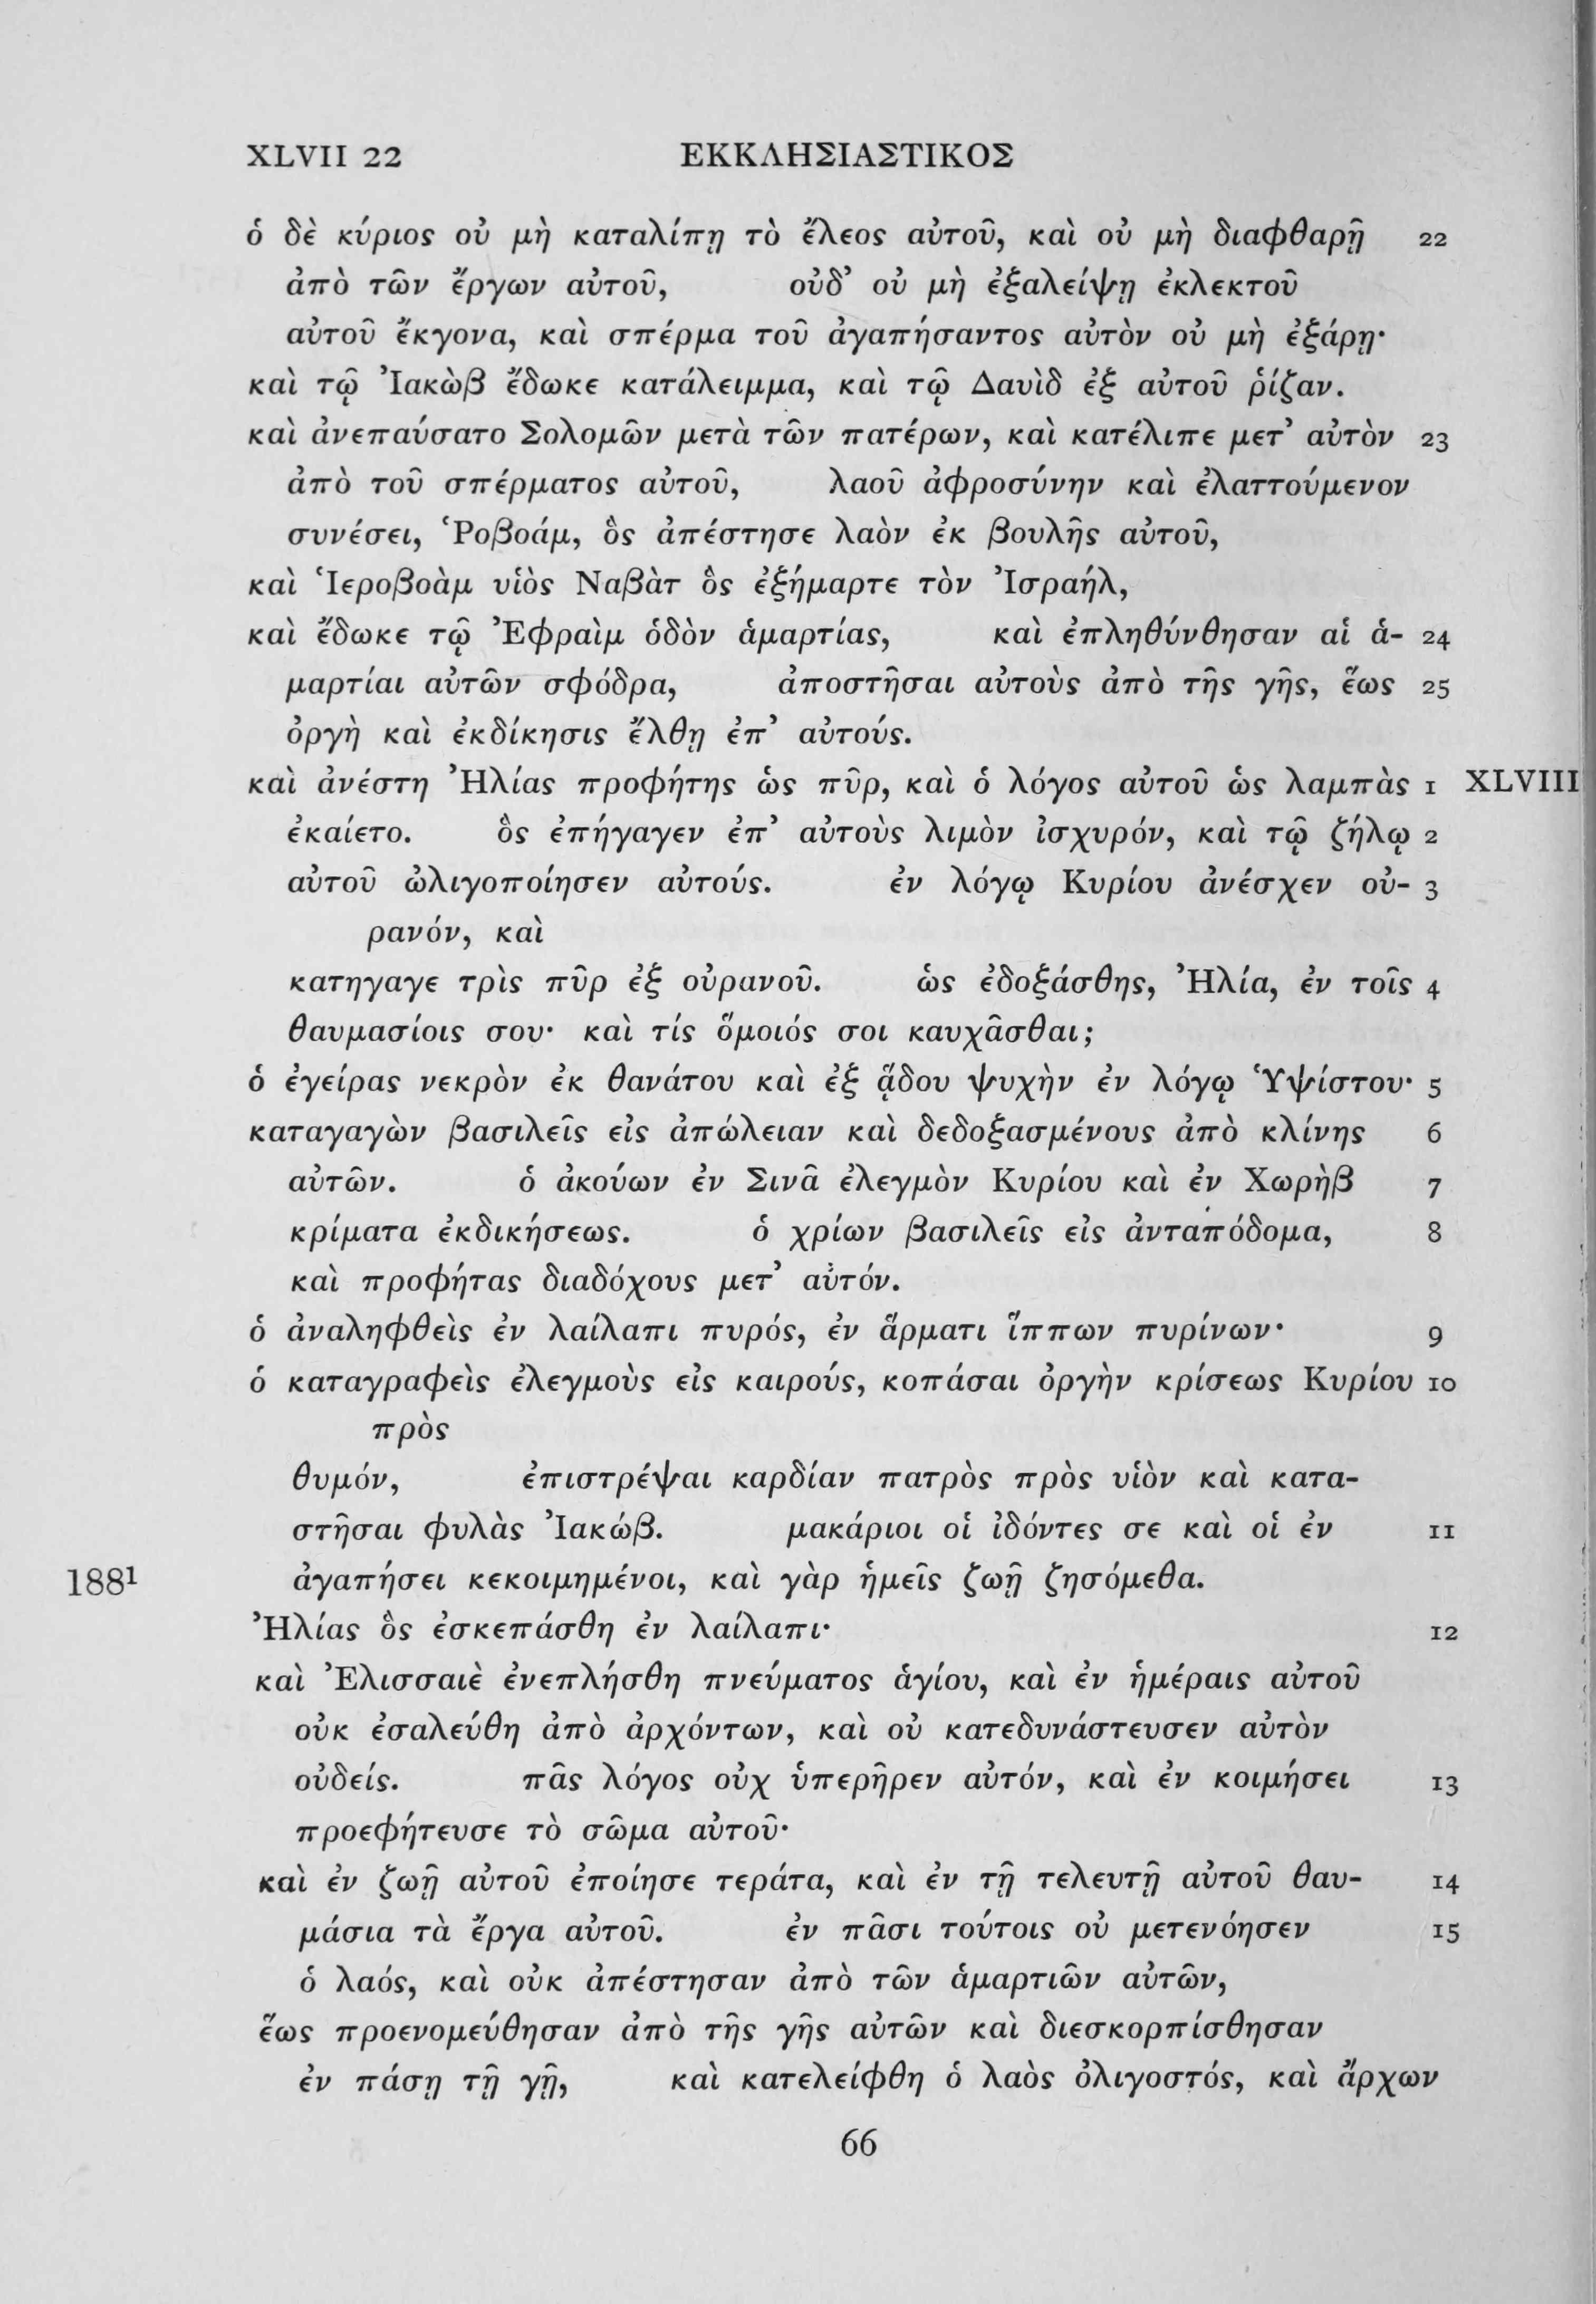 XLVII 22 ΕΚΚΛΗΣΙΑΣΤΙΚΟΣ
ὁ δὲ κύριος οὐ μὴ καταλίπῃ τὸ ἔλεος αὐτοῦ, καὶ οὐ μὴ διαφθαρῇ 22
ἀπὸ τῶν ἔργων αὐτοῦ, οὐδ’ οὐ μὴ ἐξαλείψῃ ἐκλεκτοῦ
αὐτοῦ ἔκγονα, καὶ σπέρμα τοῦ ἀγαπήσαντος αὐτὸν οὐ μὴ ἐξάρῃ·
καὶ τῷ Ἰακὼβ ἔδωκε κατάλειμμα, καὶ τῷ Δαυὶδ ἐξ αὐτοῦ ῥίζαν.
καὶ ἀνεπαύσατο Σολομῶν μετὰ τῶν πατέρων, καὶ κατέλιπε μετ’ αὐτὸν 23
ἀπὸ τοῦ σπέρματος αὐτοῦ, λαοῦ ἀφροσύνην καὶ ἐλαττούμενον
συνέσει, Ῥοβοάμ, ὃς ἀπέστησε λαὸν ἐκ βουλῆς αὐτοῦ,
καὶ Ἱεροβοὰμ υἱὸς Ναβὰτ ὃς ἐξήμαρτε τὸν Ἰσραήλ,
καὶ ἔδωκε τῷ Ἐφραὶμ ὁδὸν ἁμαρτίας, καὶ ἐπληθύνθησαν αἱ ἁ- 24
μαρτίαι αὐτῶν σφόδρα, ἀποστῆσαι αὐτοὺς ἀπὸ τῆς γῆς, ἕως 25
ὀργὴ καὶ ἐκδίκησις ἔλθῃ ἐπ’ αὐτούς.
καὶ ἀνέστη Ἠλίας προφήτης ὡς πῦρ, καὶ ὁ λόγος αὐτοῦ ὡς λαμπὰς 1 XLVIII
ἐκαίετο. ὃς ἐπήγαγεν ἐπ’ αὐτοὺς λιμὸν ἰσχυρόν, καὶ τῷ ζήλῳ 2
αὐτοῦ ὠλιγοποίησεν αὐτούς. ἐν λόγῳ Κυρίου ἀνέσχεν οὐ- 3
ρανόν, καὶ
κατηγαγε τρὶς πῦρ ἐξ οὐρανοῦ. ὡς ἐδοξάσθης, Ἠλία, ἐν τοῖς 4
θαυμασίοις σου· καὶ τίς ὅμοιός σοι καυχᾶσθαι;
ὁ ἐγείρας νεκρὸν ἐκ θανάτου καὶ ἐξ ᾅδου ψυχὴν ἐν λόγῳ Ὑψίστου· 5
καταγαγὼν βασιλεῖς εἰς ἀπώλειαν καὶ δεδοξασμένους ἀπὸ κλίνης 6
αὐτῶν. ὁ ἀκούων ἐν Σινᾶ ἐλεγμὸν Κυρίου καὶ ἐν Χωρὴβ 7
κρίματα ἐκδικήσεως. ὁ χρίων βασιλεῖς εἰς ἀνταπόδομα, 8
καὶ προφήτας διαδόχους μετ’ αὐτόν.
ὁ ἀναληφθεὶς ἐν λαίλαπι πυρός, ἐν ἅρματι ἵππων πυρίνων· 9
ὁ καταγραφεὶς ἐλεγμοὺς εἰς καιρούς, κοπάσαι ὀργὴν κρίσεως Κυρίου 10
πρὸς
θυμόν, ἐπιστρέψαι καρδίαν πατρὸς πρὸς υἱὸν καὶ κατα-
στῆσαι φυλὰς Ἰακώβ. μακάριοι οἱ ἰδόντες σε καὶ οἱ ἐν 11
188¹ ἀγαπήσει κεκοιμημένοι, καὶ γὰρ ἡμεῖς ζωῇ ζησόμεθα.
Ἠλίας ὃς ἐσκεπάσθη ἐν λαίλαπι· 12
καὶ Ἐλισσαιὲ ἐνεπλήσθη πνεύματος ἁγίου, καὶ ἐν ἡμέραις αὐτοῦ
οὐκ ἐσαλεύθη ἀπὸ ἀρχόντων, καὶ οὐ κατεδυνάστευσεν αὐτὸν
οὐδείς. πᾶς λόγος οὐχ ὑπερῆρεν αὐτόν, καὶ ἐν κοιμήσει 13
προεφήτευσε τὸ σῶμα αὐτοῦ·
καὶ ἐν ζωῇ αὐτοῦ ἐποίησε τεράτα, καὶ ἐν τῇ τελευτῇ αὐτοῦ θαυ- 14
μάσια τὰ ἔργα αὐτοῦ. ἐν πᾶσι τούτοις οὐ μετενόησεν 15
ὁ λαός, καὶ οὐκ ἀπέστησαν ἀπὸ τῶν ἁμαρτιῶν αὐτῶν,
ἕως προενομεύθησαν ἀπὸ τῆς γῆς αὐτῶν καὶ διεσκορπίσθησαν
ἐν πάσῃ τῇ γῇ, καὶ κατελείφθη ὁ λαὸς ὀλιγοστός, καὶ ἄρχων
66